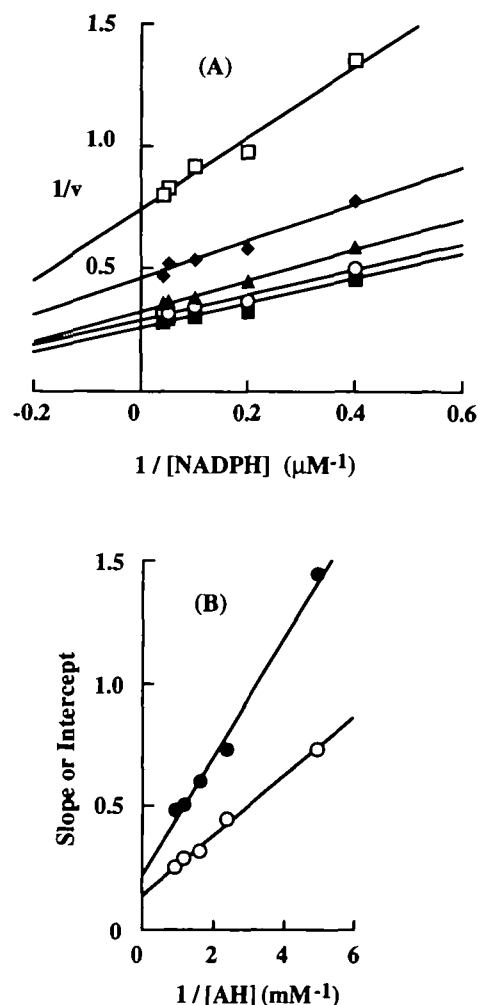 1.5
(A)
1.0
1/v
0.5
-0.2
0
0.2
0.4
0.6
1 / [NADPH] (μM-1)
1.5
(B)
1.0
Slope or Intercept
0.5
0
0
2
4
6
1 / [AH] (mM-1)